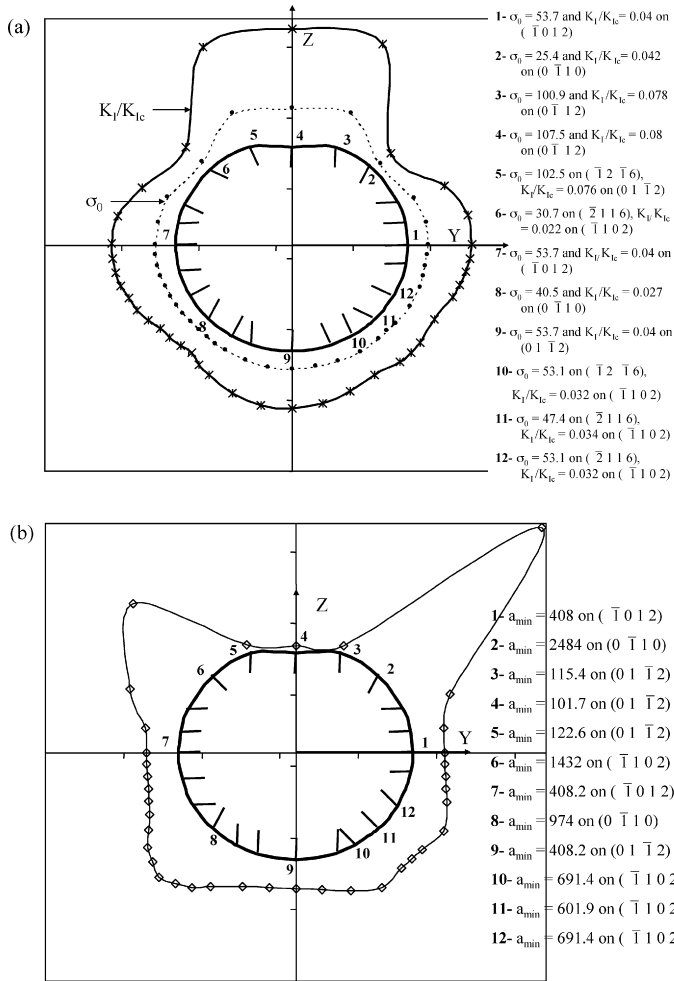 (a)
Z
K_I/K_Ic
σ_0
Y
5
4
3
6
2
7
1
8
12
11
10
9
1- σ_0 = 53.7 and K_I/K_Ic= 0.04 on
( 1̅ 0 1 2)
2- σ_0 = 25.4 and K_I/K_Ic= 0.042
on (0 1̅ 1 0)
3- σ_0 = 100.9 and K_I/K_Ic = 0.078
on (0 1̅ 1 2)
4- σ_0 = 107.5 and K_I/K_Ic = 0.08
on (0 1̅ 1 2)
5- σ_0 = 102.5 on ( 1̅ 2 1̅ 6),
K_I/K_Ic = 0.076 on (0 1 1̅ 2)
6- σ_0 = 30.7 on ( 2̅ 1 1 6), K_I/K_Ic
= 0.022 on ( 1̅ 1 0 2)
7- σ_0 = 53.7 and K_I/K_Ic = 0.04 on
( 1̅ 0 1 2)
8- σ_0 = 40.5 and K_I/K_Ic = 0.027
on (0 1̅ 1 0)
9- σ_0 = 53.7 and K_I/K_Ic = 0.04 on
(0 1 1̅ 2)
10- σ_0 = 53.1 on ( 1̅ 2 1̅ 6),
K_I/K_Ic = 0.032 on ( 1̅ 1 0 2)
11- σ_0 = 47.4 on ( 2̅ 1 1 6),
K_I/K_Ic = 0.034 on ( 1̅ 1 0 2)
12- σ_0 = 53.1 on ( 2̅ 1 1 6),
K_I/K_Ic = 0.032 on ( 1̅ 1 0 2)
(b)
Z
Y
5
4
3
6
2
7
1
8
12
11
10
9
1- a_min = 408 on ( 1̅ 0 1 2)
2- a_min = 2484 on (0 1̅ 1 0)
3- a_min = 115.4 on (0 1 1̅ 2)
4- a_min = 101.7 on (0 1 1̅ 2)
5- a_min = 122.6 on (0 1 1̅ 2)
6- a_min = 1432 on ( 1̅ 1 0 2)
7- a_min = 408.2 on ( 1̅ 0 1 2)
8- a_min = 974 on (0 1̅ 1 0)
9- a_min = 408.2 on (0 1 1̅ 2)
10- a_min = 691.4 on ( 1̅ 1 0 2
11- a_min = 601.9 on ( 1̅ 1 0 2
12- a_min = 691.4 on ( 1̅ 1 0 2